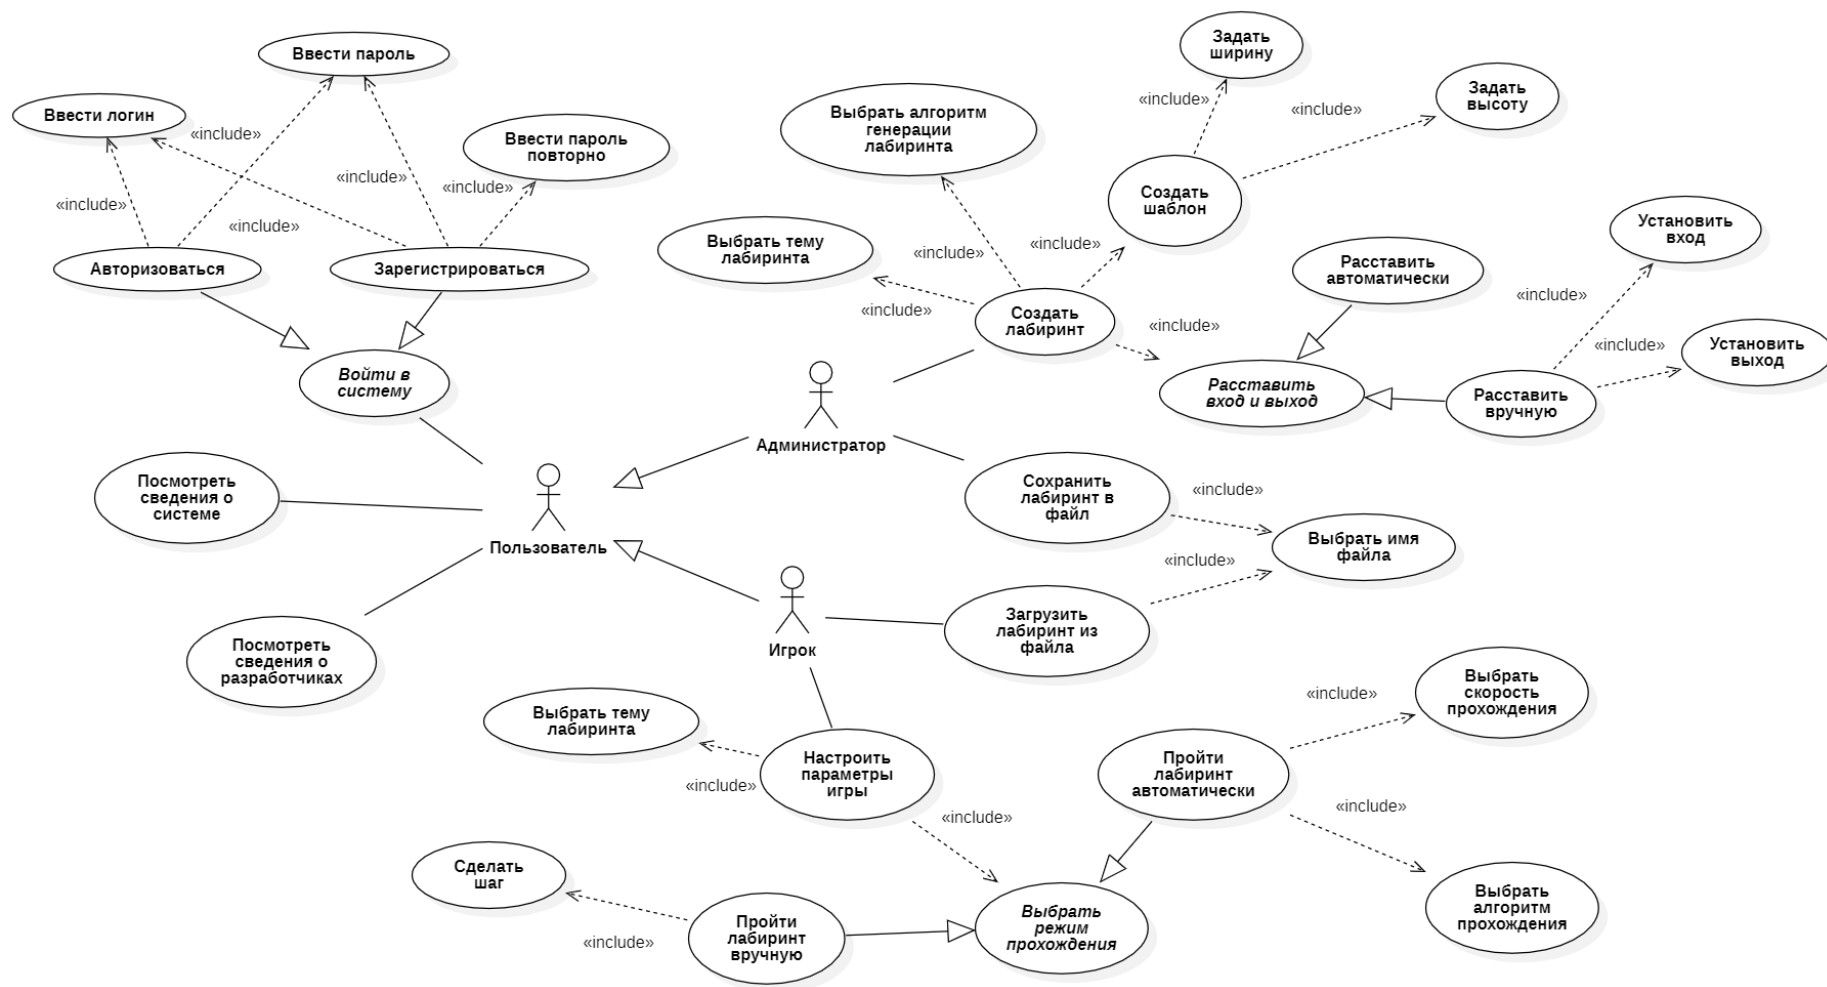 Ввести пароль
Ввести логин
«include»
Ввести пароль
повторно
«include»
«include»
«include»
«include»
Авторизоваться
Зарегистрироваться
Войти в
систему
Посмотреть
сведения о
системе
Пользователь
Посмотреть
сведения о
разработчиках
Задать
ширину
«include»
«include»
Задать
высоту
Выбрать алгоритм
генерации
лабиринта
Создать
шаблон
Выбрать тему
лабиринта
«include»
«include»
«include»
Создать
лабиринт
«include»
Расставить
автоматически
Установить
вход
«include»
«include»
Установить
выход
Расставить
вход и выход
Расставить
вручную
Администратор
Сохранить
лабиринт в
файл
«include»
Выбрать имя
файла
«include»
Загрузить
лабиринт из
файла
Игрок
Выбрать тему
лабиринта
«include»
Настроить
параметры
игры
«include»
Пройти
лабиринт
автоматически
«include»
Выбрать
скорость
прохождения
«include»
Выбрать
алгоритм
прохождения
Сделать
шаг
«include»
Пройти
лабиринт
вручную
Выбрать
режим
прохождения